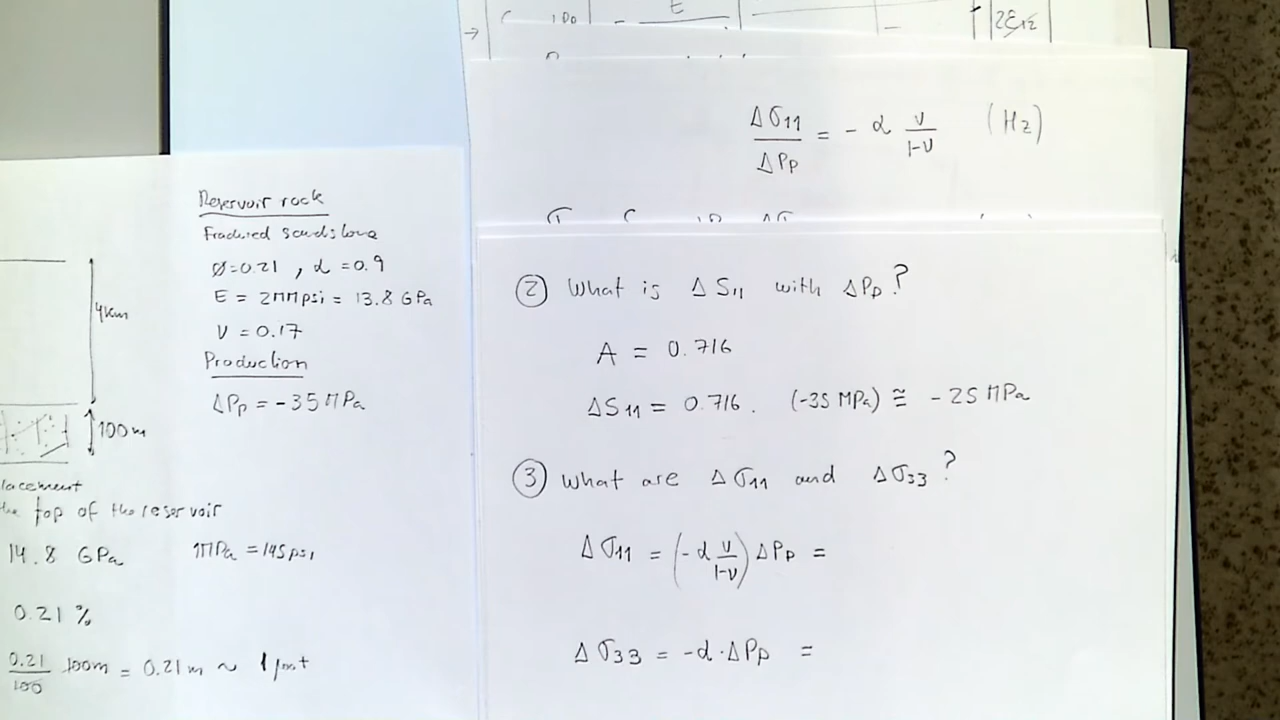 E
100
2ε12
→
Δσ11 / ΔPp = - α ν / 1-ν (Hz)
Reservoir rock
Fractured sandstone
ø=0.21 , α = 0.9
E = 2MMpsi = 13.8 GPa
ν = 0.17
Production
ΔPp = -35 MPa
4km
100m
lacement
the top of the reservoir
14.8 GPa 1MPa = 145psi
0.21 %
0.21 / 100 100m = 0.21m ~ 1 foot
② What is ΔS11 with ΔPp?
A = 0.716
ΔS11 = 0.716 . (-35 MPa) ≅ -25 MPa
③ What are Δσ11 and Δσ33 ?
Δσ11 = (-α ν / 1-ν) ΔPp =
Δσ33 = -α · ΔPp =